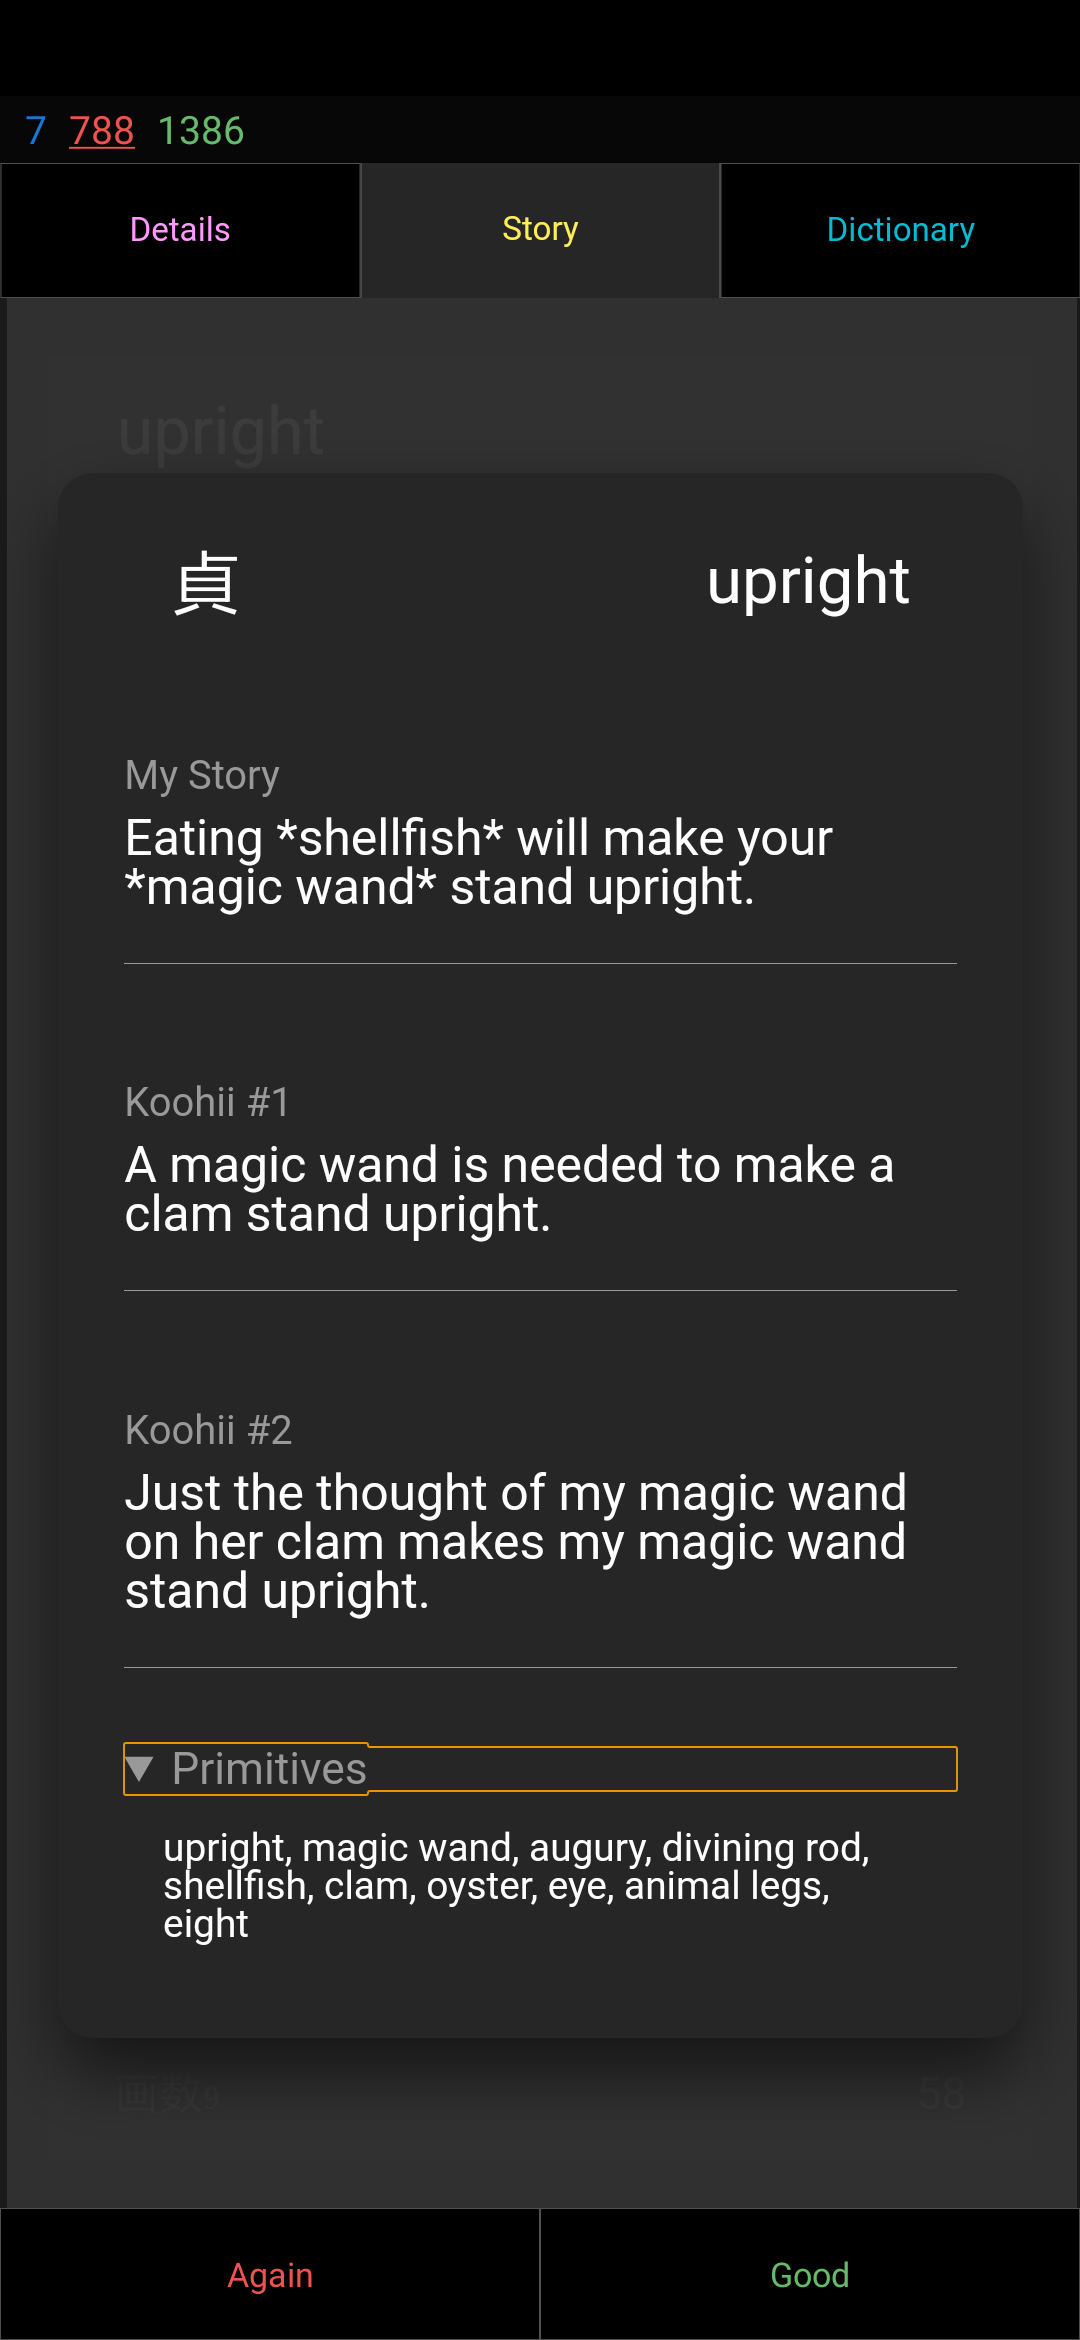 7 788 1386
Details Story Dictionary
upright
貞 upright
My Story
Eating *shellfish* will make your
*magic wand* stand upright.
Koohii #1
A magic wand is needed to make a
clam stand upright.
Koohii #2
Just the thought of my magic wand
on her clam makes my magic wand
stand upright.
▼ Primitives
upright, magic wand, augury, divining rod,
shellfish, clam, oyster, eye, animal legs,
eight
画数9 58
Again Good